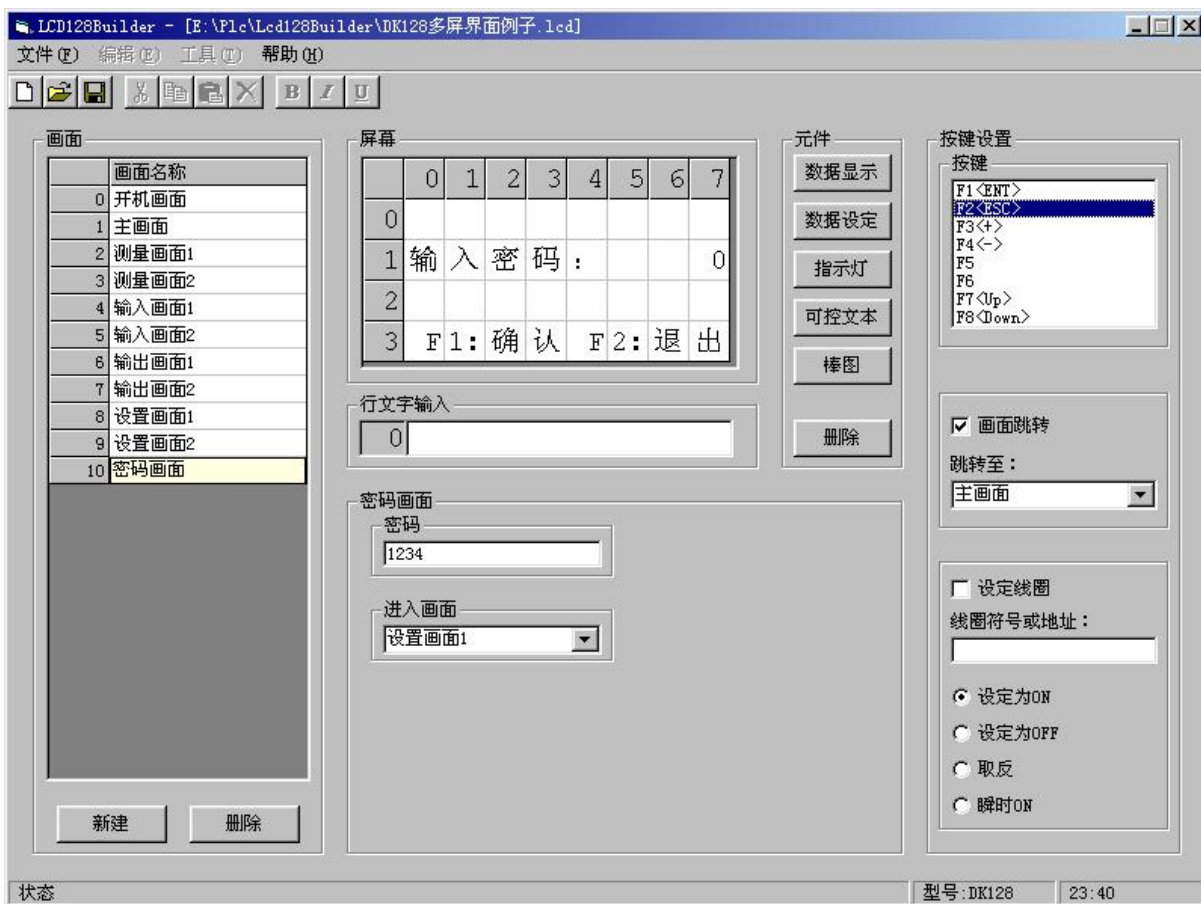 LCD128Builder - [E:\Plc\Lcd128Builder\DK128多屏界面例子.lcd]
文件(F) 编辑(E) 工具(T) 帮助(H)
B I U
画面
画面名称
0 开机画面
1 主画面
2 测量画面1
3 测量画面2
4 输入画面1
5 输入画面2
6 输出画面1
7 输出画面2
8 设置画面1
9 设置画面2
10 密码画面
新建 删除
屏幕
0 1 2 3 4 5 6 7
0
1 输入密码: 0
2
3 F1:确认 F2:退出
行文字输入
0
密码画面
密码
1234
进入画面
设置画面1
元件
数据显示
数据设定
指示灯
可控文本
棒图
删除
按键设置
按键
F1<ENT>
F2<ESC>
F3<+>
F4<->
F5
F6
F7<Up>
F8<Down>
画面跳转
跳转至:
主画面
设定线圈
线圈符号或地址:
设定为ON
设定为OFF
取反
瞬时ON
状态 型号:DK128 23:40